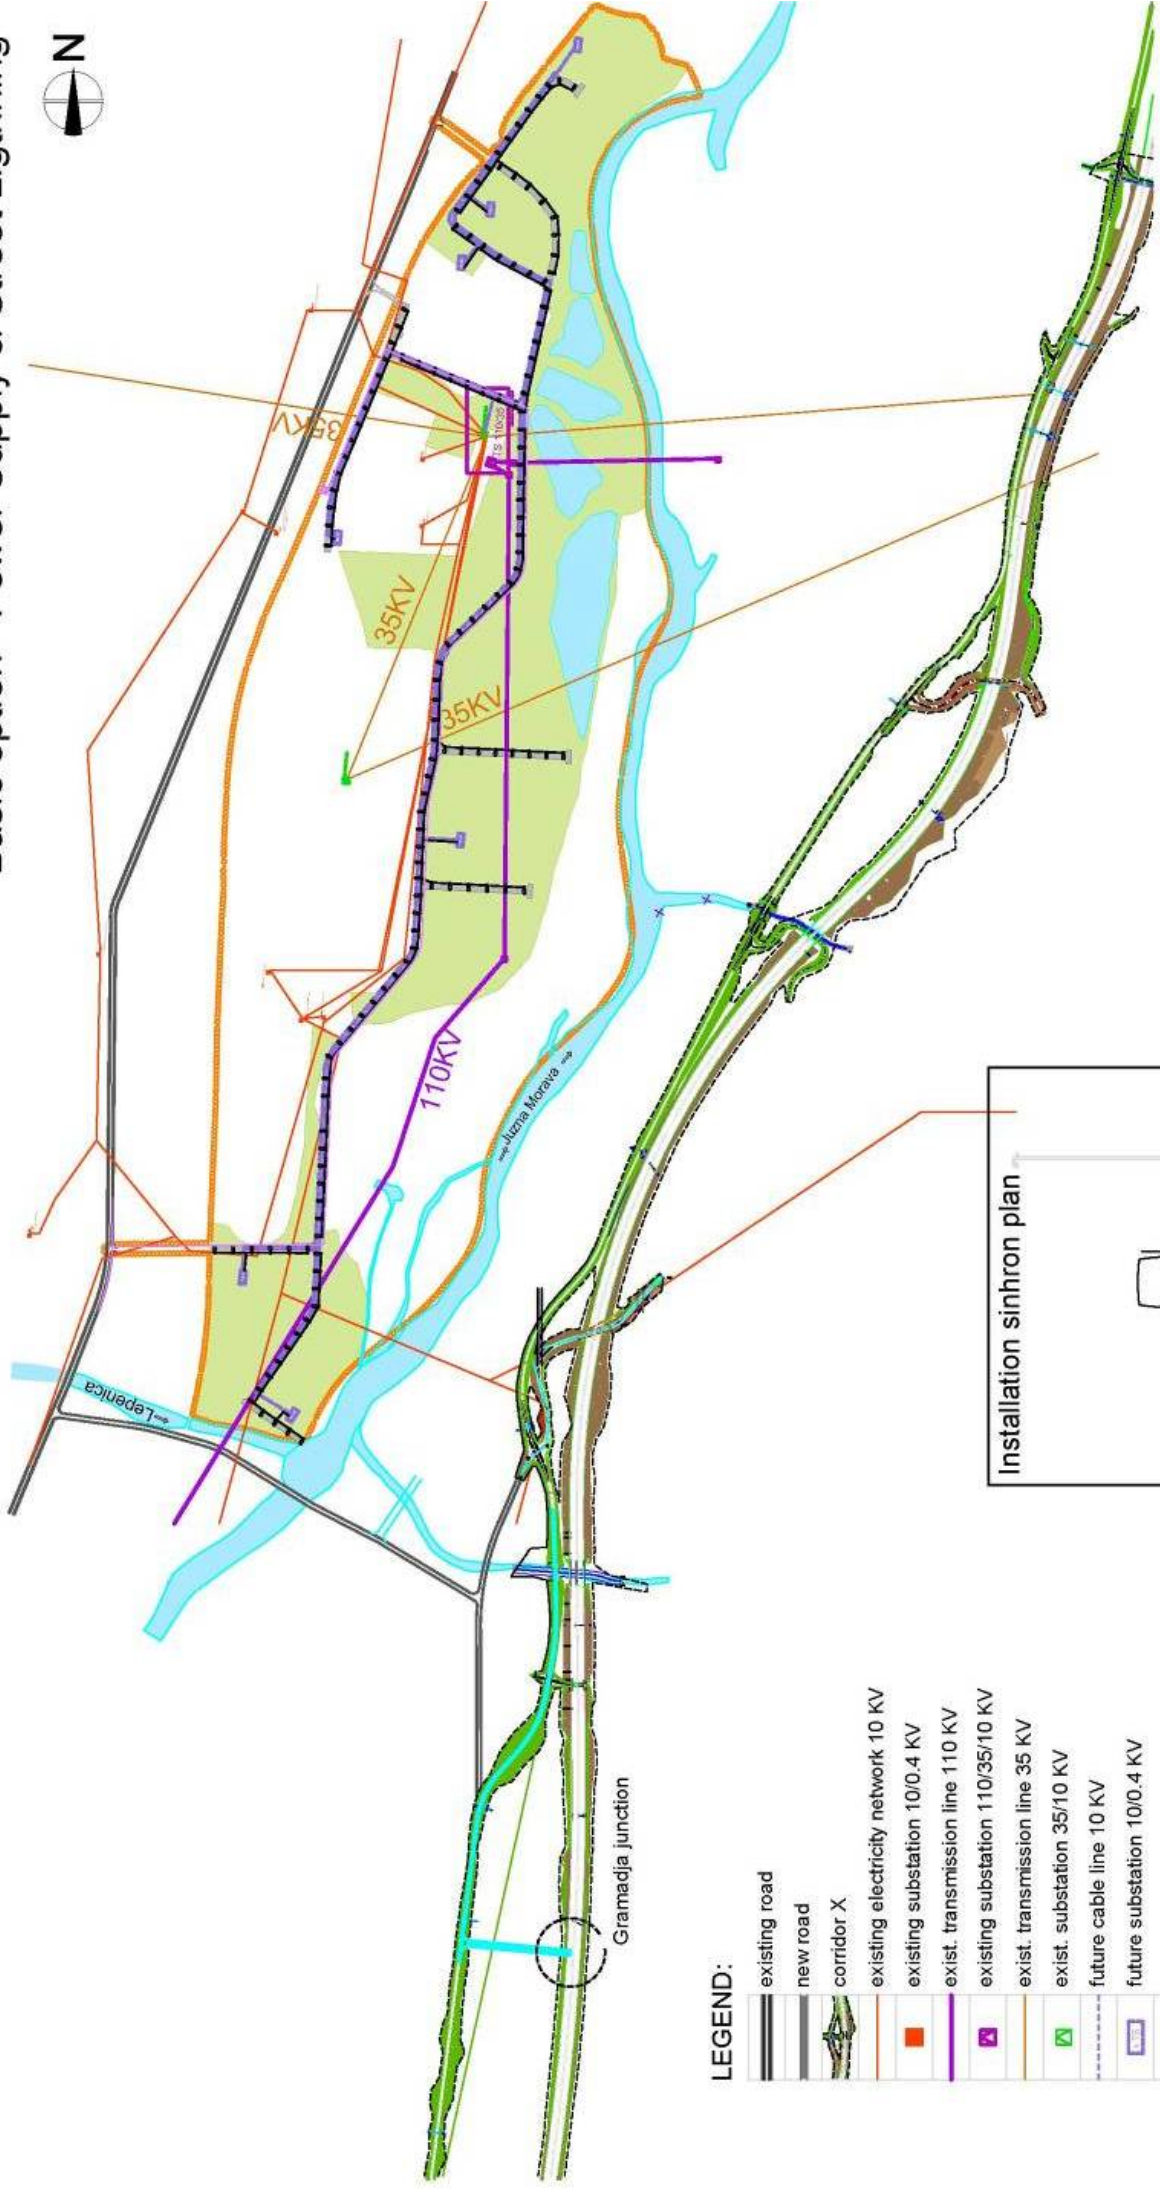 N
35KV
35KV
35KV
TS 110/35
110KV
Lepenica
Juzna Morava
Gramadja junction
Installation sinhron plan
LEGEND:
existing road
new road
corridor X
existing electricity network 10 KV
existing substation 10/0.4 KV
exist. transmission line 110 KV
existing substation 110/35/10 KV
exist. transmission line 35 KV
exist. substation 35/10 KV
future cable line 10 KV
future substation 10/0.4 KV